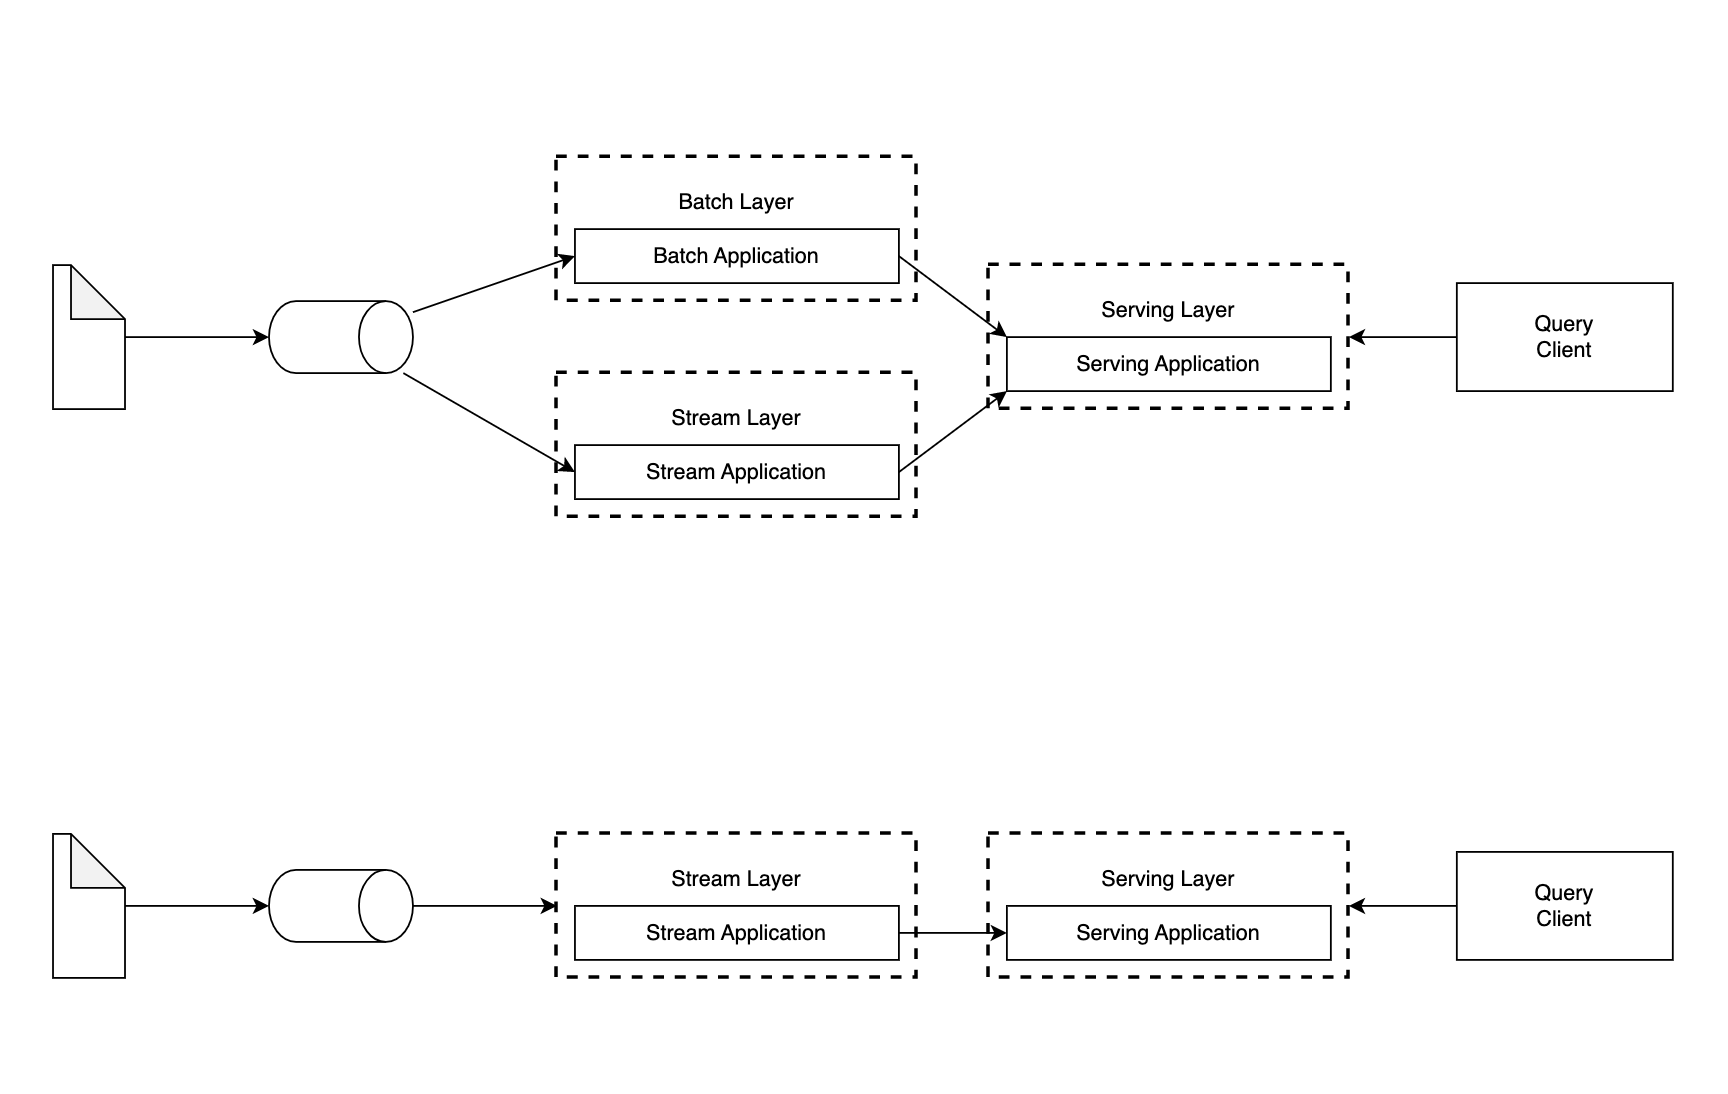 Batch Layer
Batch Application
Stream Layer
Stream Application
Serving Layer
Serving Application
Query
Client
Stream Layer
Stream Application
Serving Layer
Serving Application
Query
Client